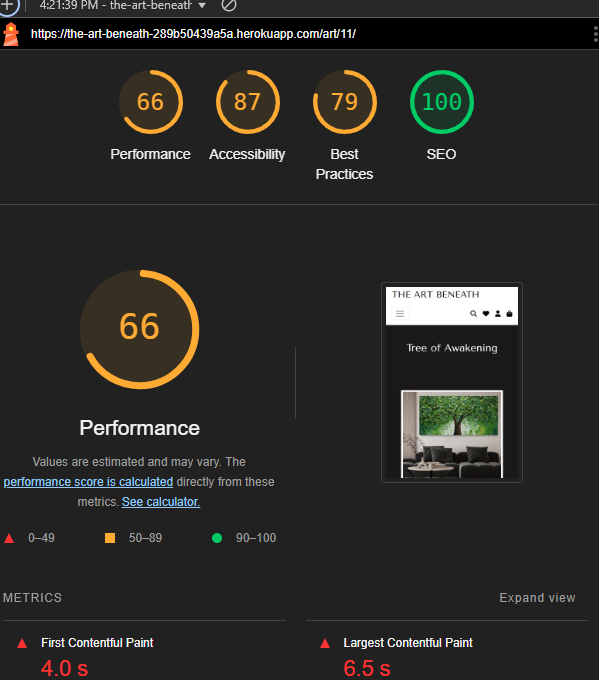 4:21:39 PM - the-art-beneath
https://the-art-beneath-289b50439a5a.herokuapp.com/art/11/
66
87
79
100
Performance
Accessibility
Best
Practices
SEO
66
THE ART BENEATH
Tree of Awakening
Performance
Values are estimated and may vary. The
performance score is calculated directly from these
metrics. See calculator.
0–49
50–89
90–100
METRICS
Expand view
First Contentful Paint
4.0 s
Largest Contentful Paint
6.5 s